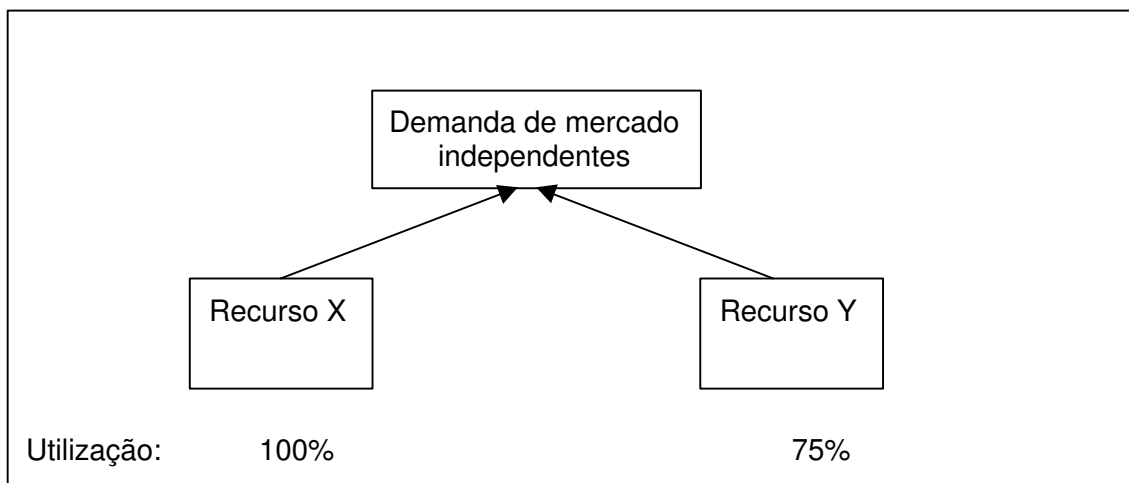 Demanda de mercado
independentes
Recurso X
Recurso Y
Utilização: 100% 75%